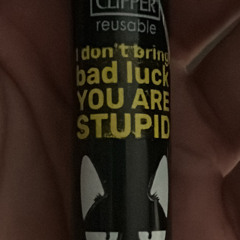 CLIPPER
reusable
I don't bring
bad luck
YOU ARE
STUPID